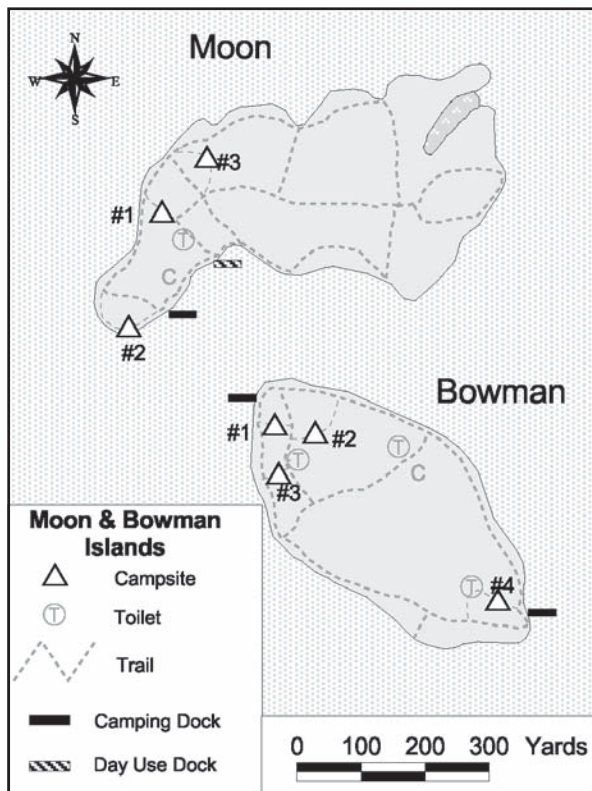 N
W E
S
Moon
#3
#1
T
C
#2
Bowman
#1
#2
T
T
C
#3
T
#4
Moon & Bowman
Islands
Campsite
T Toilet
Trail
Camping Dock
Day Use Dock
0 100 200 300 Yards